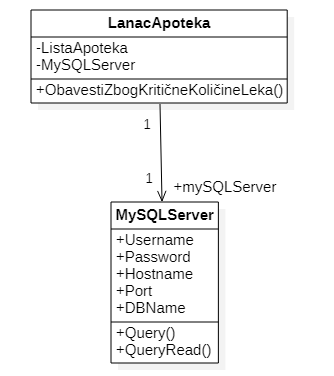 LanacApoteka
-ListaApoteka
-MySQLServer
+ObavestiZbogKritičneKoličineLeka()
1
1
+mySQLServer
MySQLServer
+Username
+Password
+Hostname
+Port
+DBName
+Query()
+QueryRead()